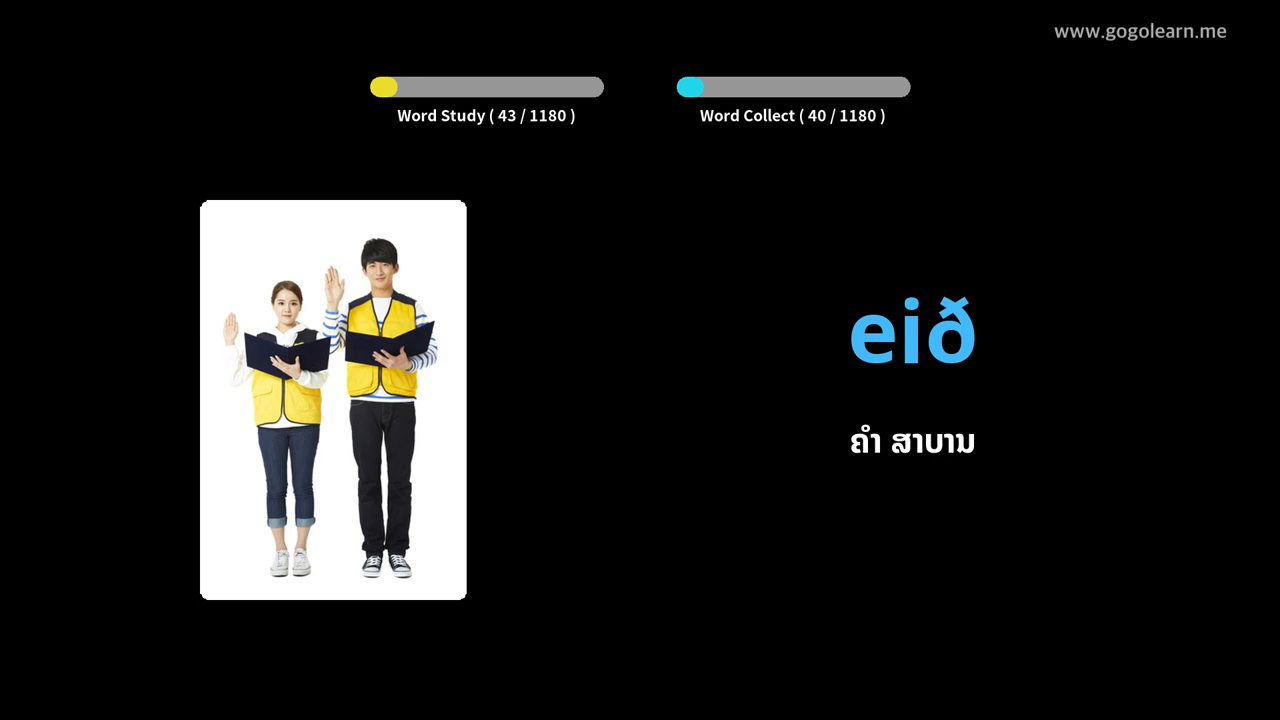 www.gogolearn.me
Word Study ( 43 / 1180 )
Word Collect ( 40 / 1180 )
eið
ຄຳ ສາບານ